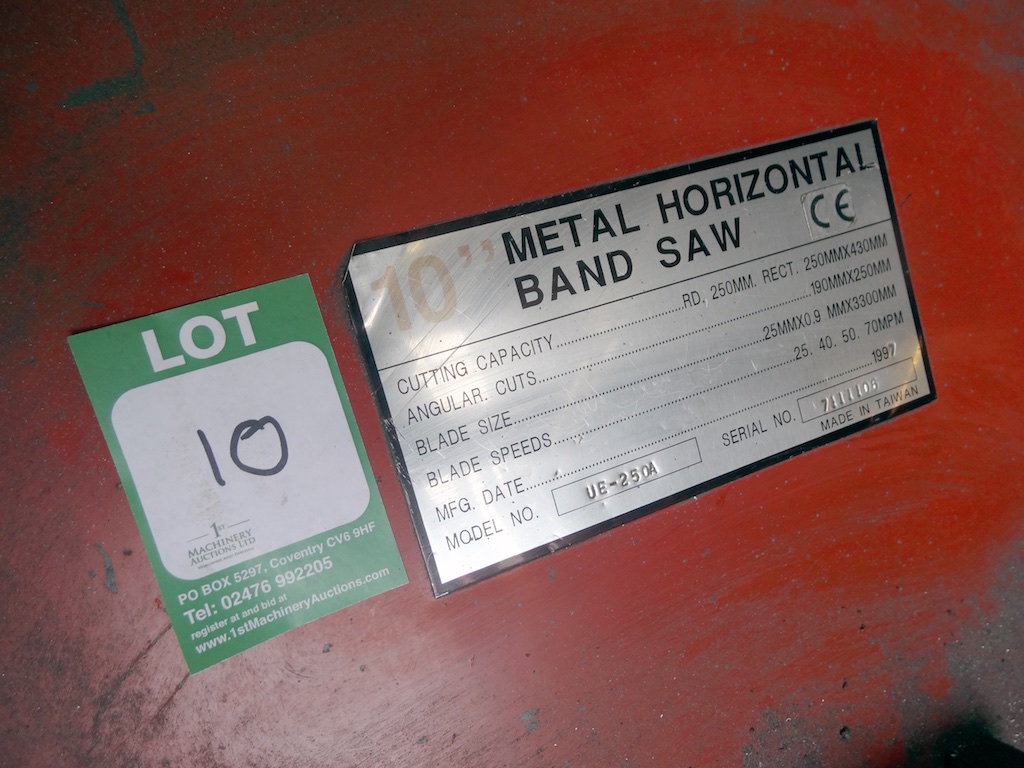 LOT
10
1ST
MACHINERY
AUCTIONS LTD
PO BOX 5297, Coventry CV6 9HF
Tel: 02476 992205
register at and bid at
www.1stMachineryAuctions.com
10" METAL HORIZONTAL
BAND SAW
CE
CUTTING CAPACITY........RD, 250MM. RECT. 250MMX430MM
ANGULAR. CUTS........190MMX250MM
BLADE SIZE........25MMX0.9 MMX3300MM
BLADE SPEEDS........25. 40. 50. 70MPM
MFG. DATE........1997
MODEL NO. UE-250A SERIAL NO. 7111108
MADE IN TAIWAN